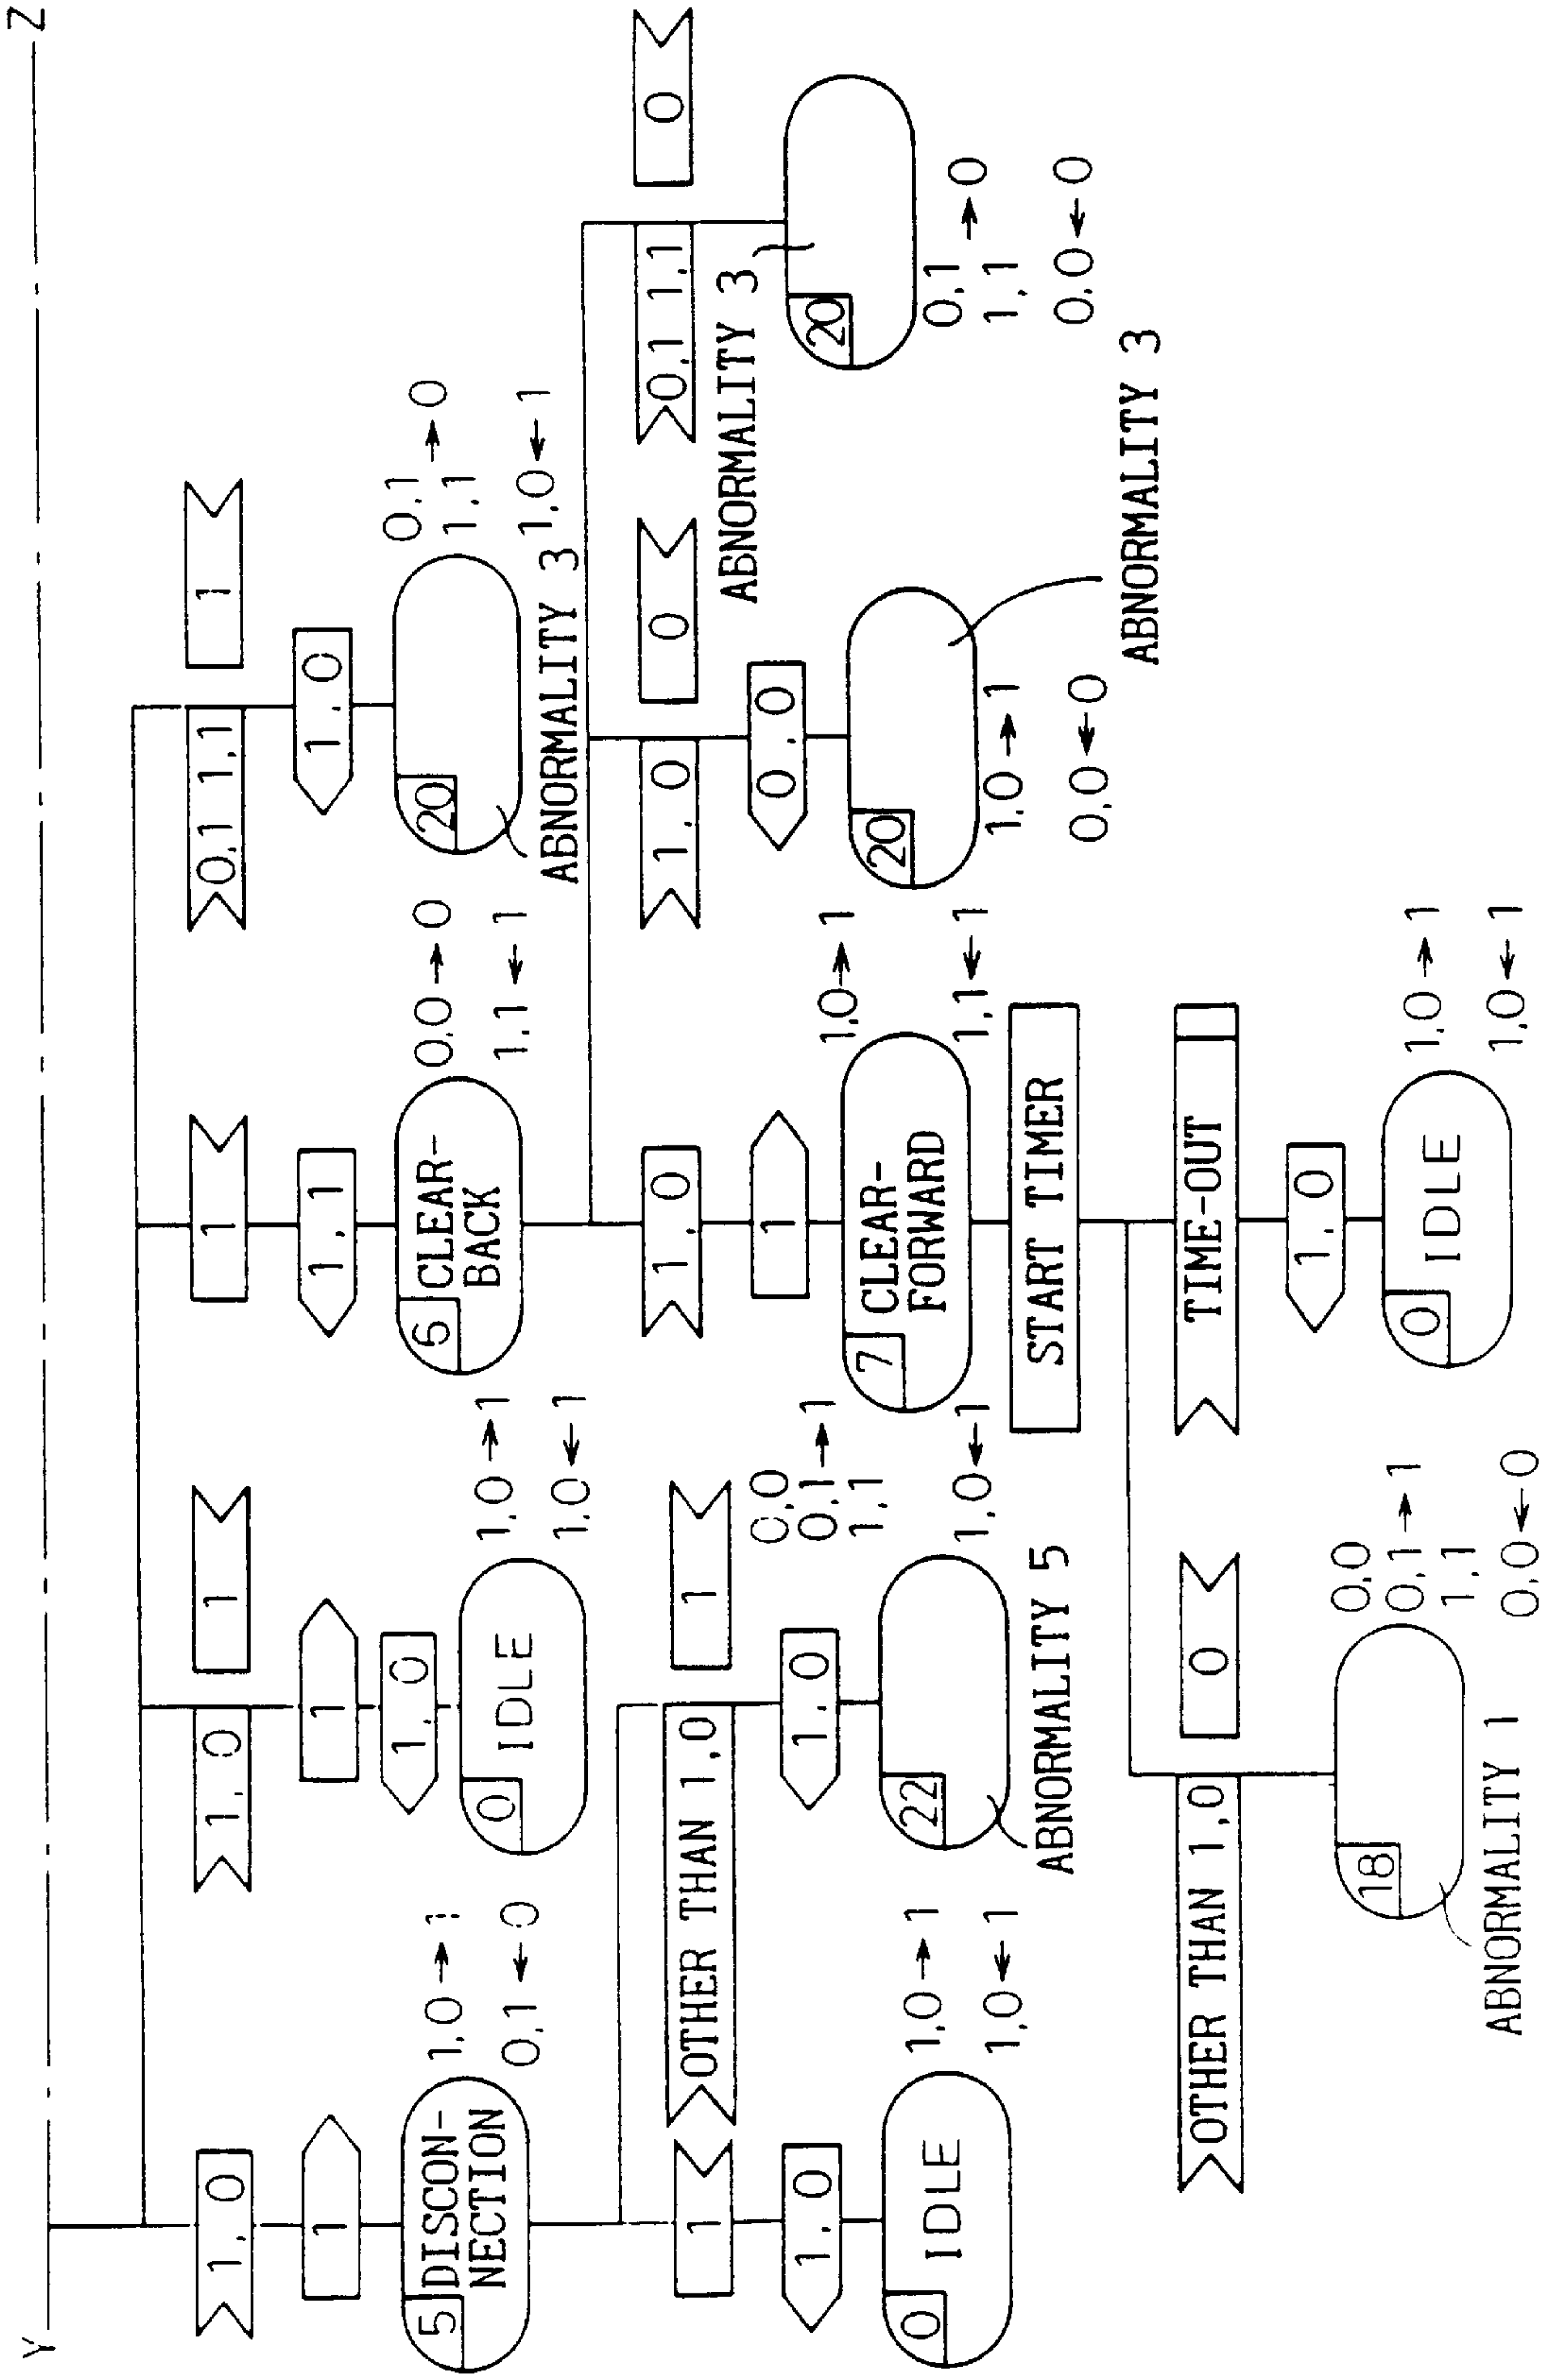 Y Z
1,0
1,0 1
1
0,1 1,1 1
1
1
1,1
1,0
1,0
5 DISCON-
NECTION
1,0→1
0,1←0
0 IDLE
1,0→1
1,0←1
6 CLEAR-
BACK
0,0→0
1,1←1
20
0,1
1,1→0
1,0←1
ABNORMALITY 3
1
OTHER THAN 1,0 1
1,0
1,0 0
0,1 1,1 0
1,0
1,0
1
0,0
ABNORMALITY 3
0 IDLE
1,0→1
1,0←1
22
0,0
0,1→1
1,1
1,0←1
ABNORMALITY 5
7 CLEAR-
FORWARD
1,0→1
1,1←1
20
1,0→1
0,0←0
ABNORMALITY 3
20
0,1→0
1,1
0,0←0
START TIMER
OTHER THAN 1,0 0
TIME-OUT
1,0
18
0,0
0,1→1
1,1
0,0←0
ABNORMALITY 1
0 IDLE
1,0→1
1,0←1